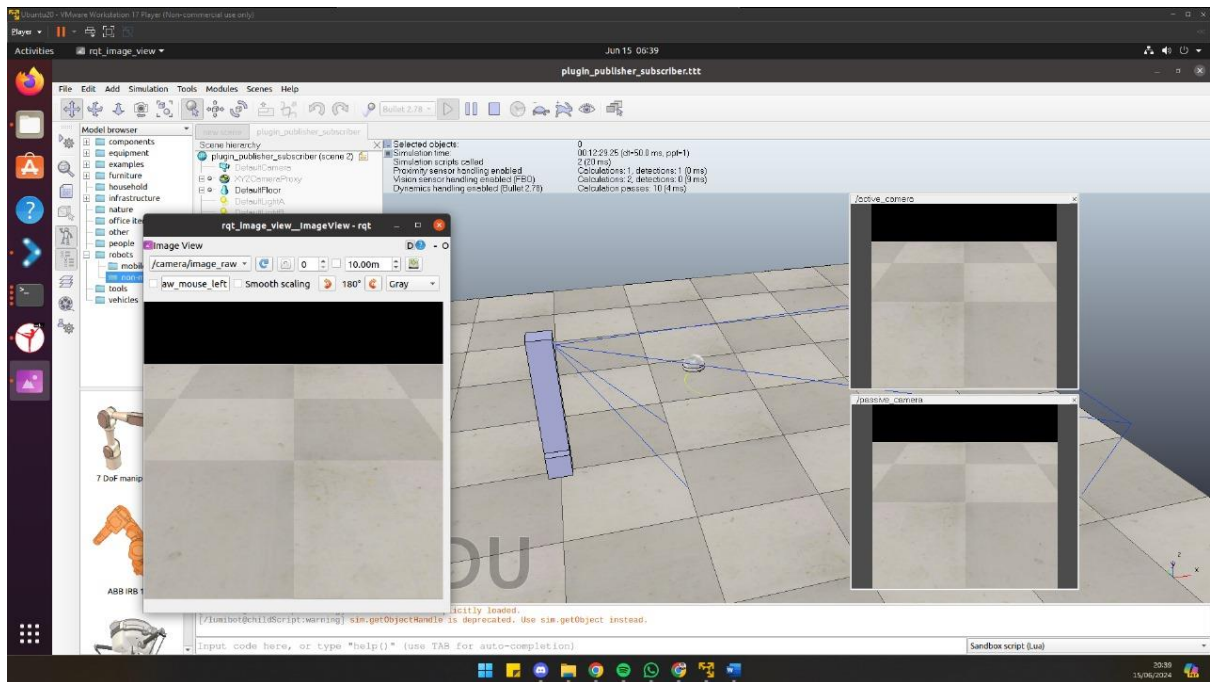 Ubuntu20 - VMware Workstation 17 Player (Non-commercial use only)
Player
Activities
rqt_image_view
Jun 15 06:39
plugin_publisher_subscriber.ttt
File Edit Add Simulation Tools Modules Scenes Help
Bullet 2.78
Model browser
components
equipment
examples
furniture
household
infrastructure
nature
office ite
other
people
robots
mobil
non-m
tools
vehicles
new scene
plugin_publisher_subscriber
Scene hierarchy
plugin_publisher_subscriber (scene 2)
DefaultCamera
XYZCameraProxy
DefaultFloor
DefaultLightA
DefaultLightB
Selected objects: 0
Simulation time: 00:12:29.25 (dt=50.0 ms, ppf=1)
Simulation scripts called 2 (20 ms)
Proximity sensor handling enabled Calculations: 1, detections: 1 (0 ms)
Vision sensor handling enabled (FBO) Calculations: 2, detections: 0 (9 ms)
Dynamics handling enabled (Bullet 2.78) Calculation passes: 10 (4 ms)
rqt_image_view__ImageView - rqt
Image View
D - O
/camera/image_raw
0
10.00m
aw_mouse_left
Smooth scaling
180°
Gray
/active_camera
/passive_camera
7 DoF manip
ABB IRB 1
DU
z
x
icitly loaded.
[/lumibot@childScript:warning] sim.getObjectHandle is deprecated. Use sim.getObject instead.
Input code here, or type "help()" (use TAB for auto-completion)
Sandbox script (Lua)
20:39
15/06/2024